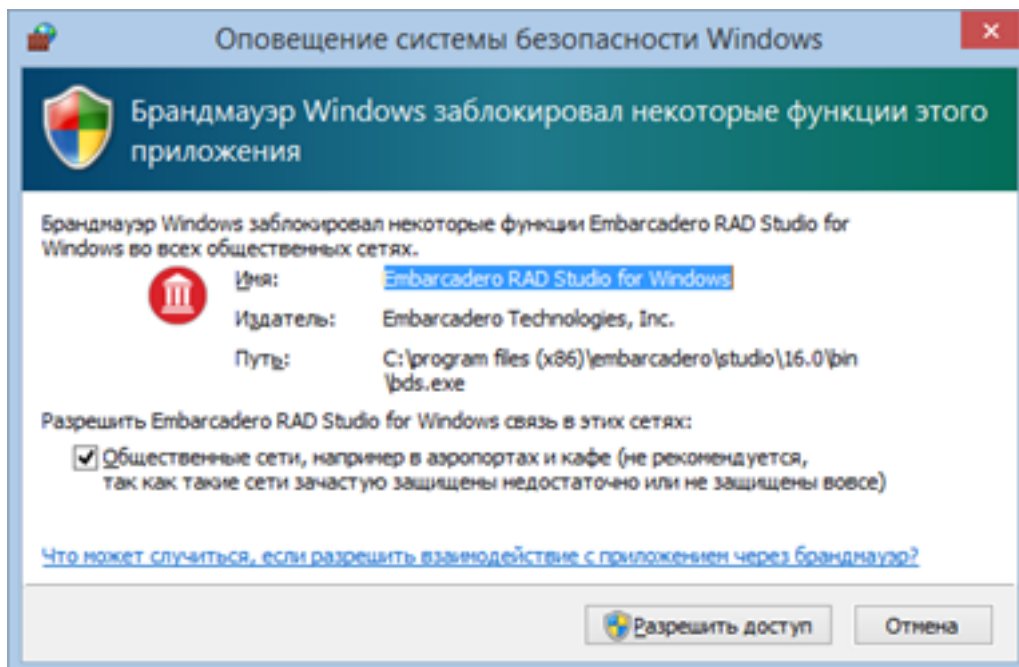 Оповещение системы безопасности Windows
Брандмауэр Windows заблокировал некоторые функции этого
приложения
Брандмауэр Windows заблокировал некоторые функции Embarcadero RAD Studio for
Windows во всех общественных сетях.
Имя: Embarcadero RAD Studio for Windows
Издатель: Embarcadero Technologies, Inc.
Путь: C:\program files (x86)\embarcadero\studio\16.0\bin
\bds.exe
Разрешить Embarcadero RAD Studio for Windows связь в этих сетях:
Общественные сети, например в аэропортах и кафе (не рекомендуется,
так как такие сети зачастую защищены недостаточно или не защищены вовсе)
Что может случиться, если разрешить взаимодействие с приложением через брандмауэр?
Разрешить доступ Отмена